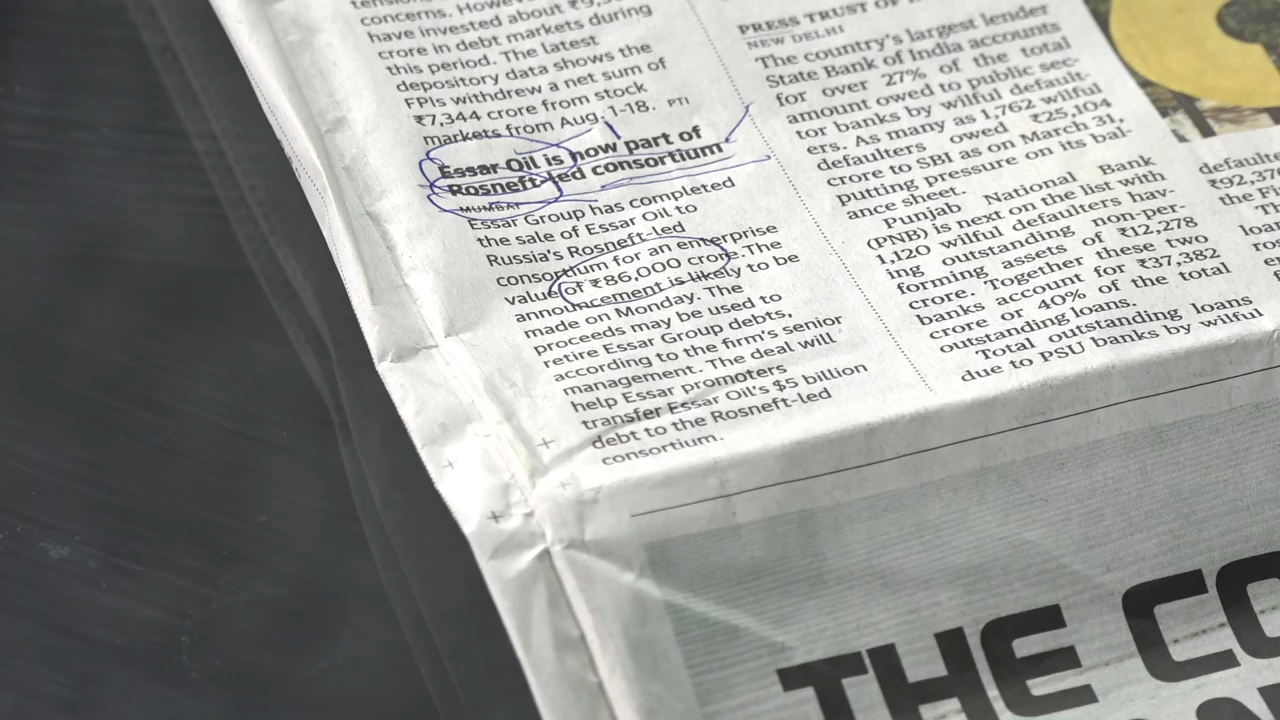 concerns. However
have invested about ₹9,
crore in debt markets during
this period. The latest
depository data shows the
FPIs withdrew a net sum of
₹7,344 crore from stock
markets from Aug. 1-18. PTI
Essar Oil is now part of
Rosneft-led consortium
MUMBAI
Essar Group has completed
the sale of Essar Oil to
Russia's Rosneft-led
consortium for an enterprise
value of ₹86,000 crore.The
announcement is likely to be
made on Monday. The
proceeds may be used to
retire Essar Group debts,
according to the firm's senior
management. The deal will
help Essar promoters
transfer Essar Oil's $5 billion
debt to the Rosneft-led
consortium.
PRESS TRUST OF
NEW DELHI
The country's largest lender
State Bank of India accounts
for over 27% of the total
amount owed to public sec-
tor banks by wilful default-
ers. As many as 1,762 wilful
defaulters owed ₹25,104
crore to SBI as on March 31,
putting pressure on its bal-
ance sheet.
Punjab National Bank
(PNB) is next on the list with
1,120 wilful defaulters hav-
ing outstanding non-per-
forming assets of ₹12,278
crore. Together these two
banks account for ₹37,382
crore or 40% of the total
outstanding loans.
Total outstanding loans
due to PSU banks by wilful
defaulte
₹92,376
the Fi
Th
loan
ro
THE CO